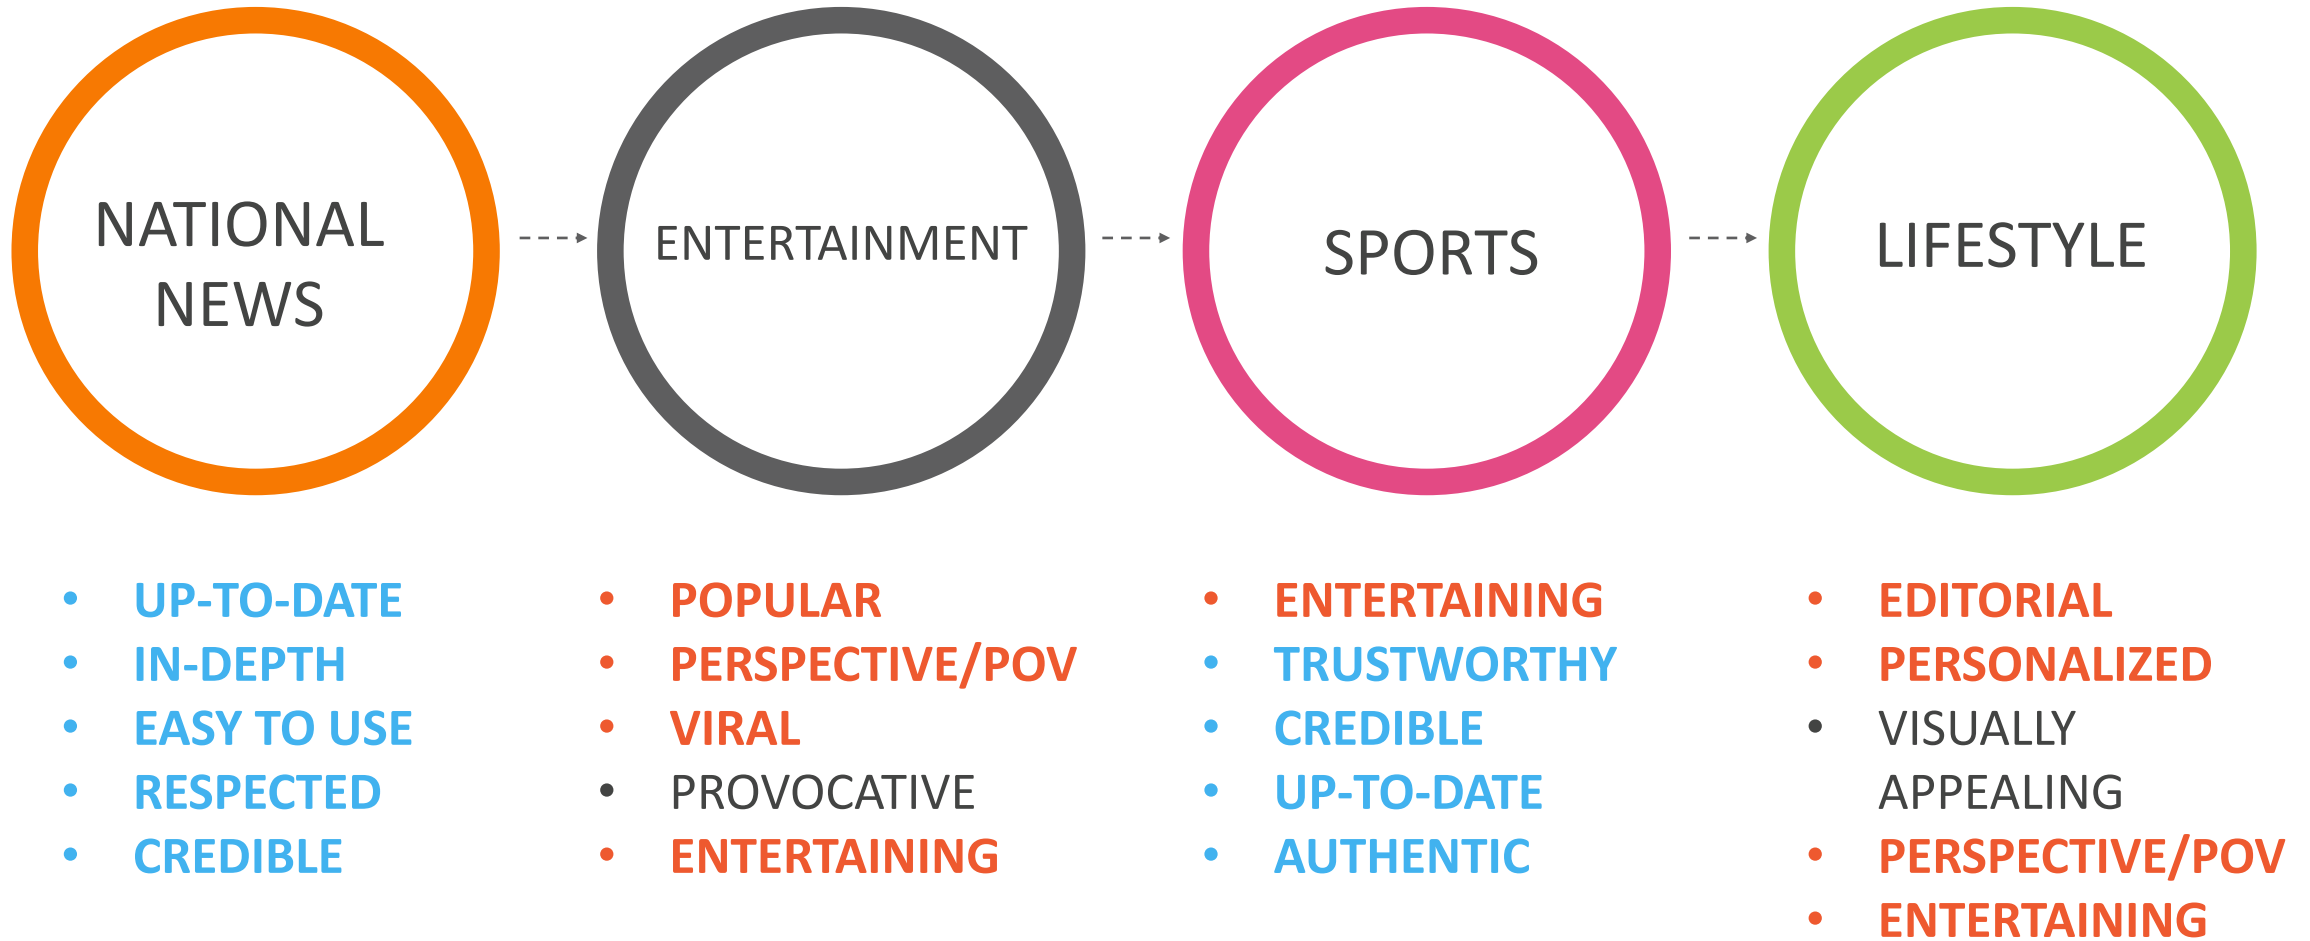 NATIONAL
NEWS
ENTERTAINMENT
SPORTS
LIFESTYLE
• UP-TO-DATE
• IN-DEPTH
• EASY TO USE
• RESPECTED
• CREDIBLE
• POPULAR
• PERSPECTIVE/POV
• VIRAL
• PROVOCATIVE
• ENTERTAINING
• ENTERTAINING
• TRUSTWORTHY
• CREDIBLE
• UP-TO-DATE
• AUTHENTIC
• EDITORIAL
• PERSONALIZED
• VISUALLY
APPEALING
• PERSPECTIVE/POV
• ENTERTAINING